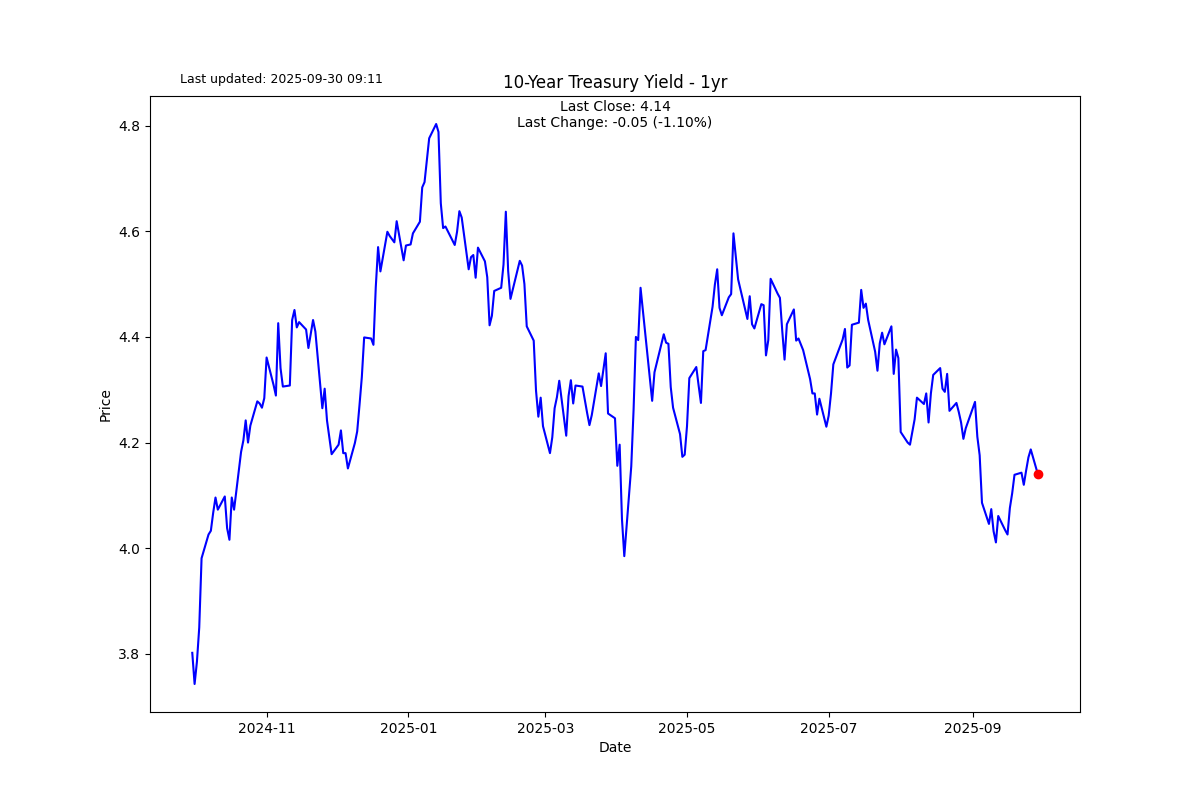 Last updated: 2025-09-30 09:11
10-Year Treasury Yield - 1yr
Last Close: 4.14
Last Change: -0.05 (-1.10%)
Price
4.8
4.6
4.4
4.2
4.0
3.8
2024-11
2025-01
2025-03
2025-05
2025-07
2025-09
Date